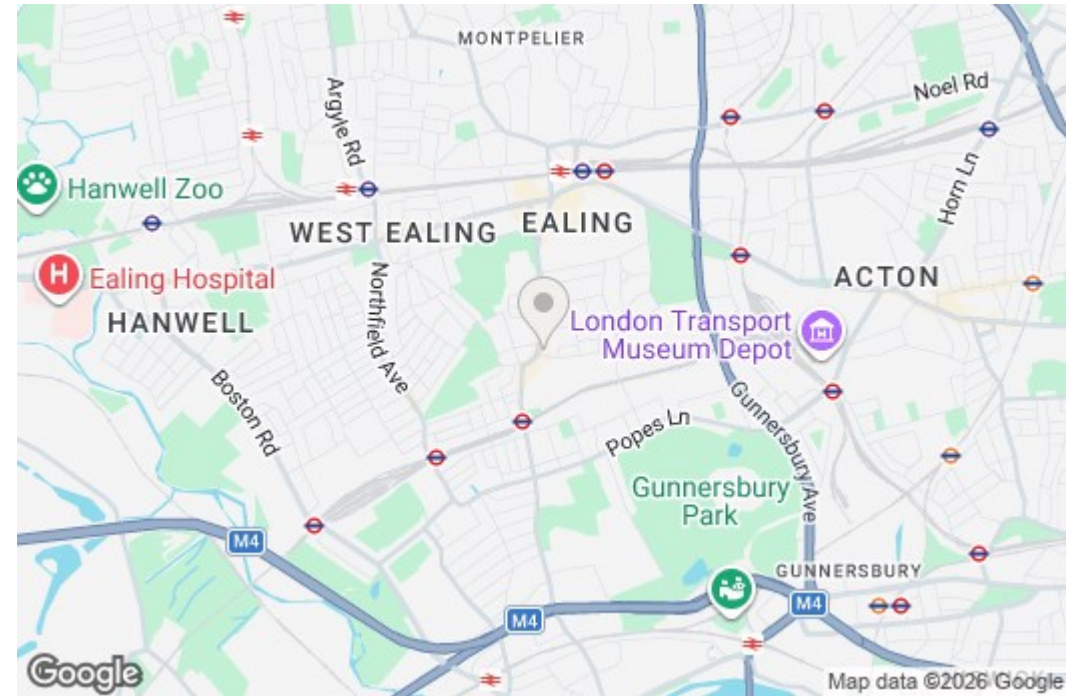 MONTPELIER
Noel Rd
Argyle Rd
Hanwell Zoo
Horn Ln
WEST EALING
EALING
Ealing Hospital
ACTON
HANWELL
Northfield Ave
London Transport
Museum Depot
Boston Rd
Gunnersbury Ave
Popes Ln
Gunnersbury
Park
M4
GUNNERSBURY
M4
M4
Google
Map data ©2026 Google